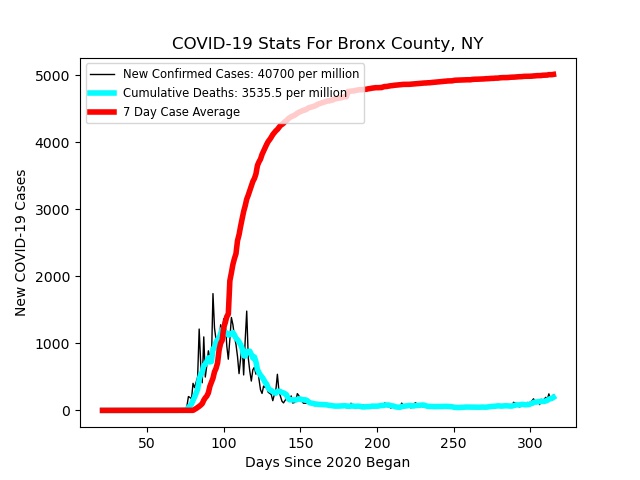 COVID-19 Stats For Bronx County, NY
New Confirmed Cases: 40700 per million
Cumulative Deaths: 3535.5 per million
7 Day Case Average
New COVID-19 Cases
5000
4000
3000
2000
1000
0
50 100 150 200 250 300
Days Since 2020 Began